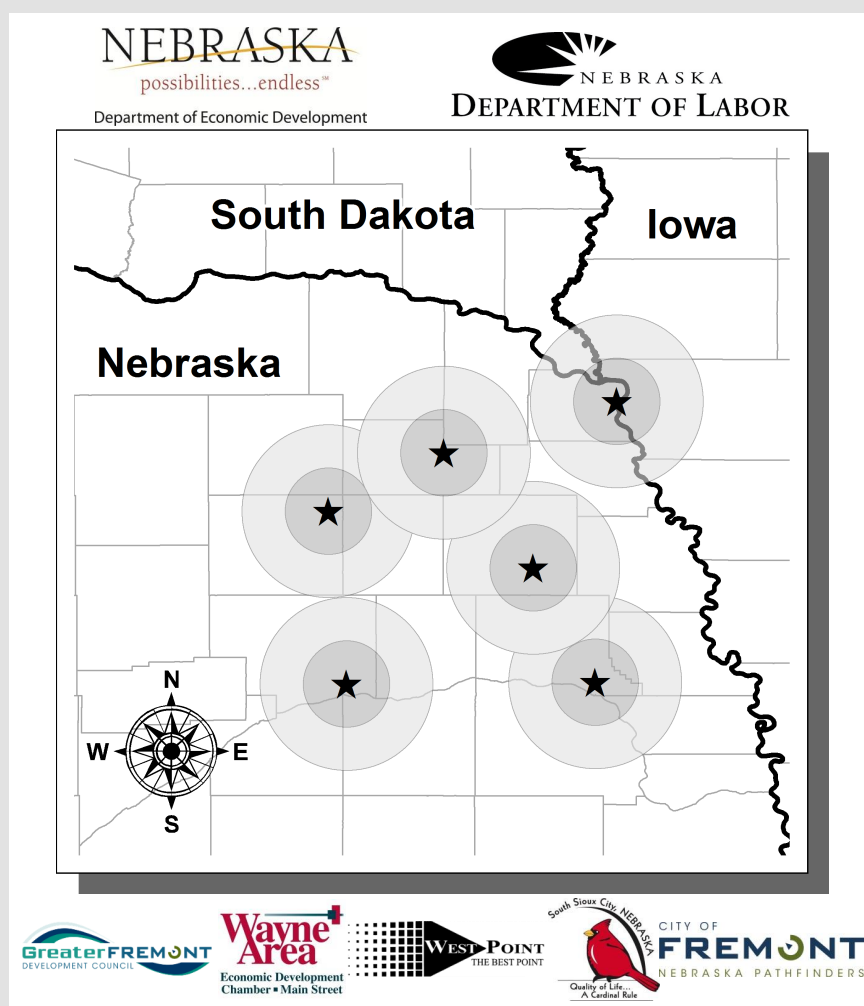 NEBRASKA
possibilities...endless℠
Department of Economic Development
NEBRASKA
DEPARTMENT OF LABOR
South Dakota
Iowa
Nebraska
N
W
E
S
GreaterFREMONT
DEVELOPMENT COUNCIL
Wayne
Area
Economic Development
Chamber ▪ Main Street
WEST POINT
THE BEST POINT
South Sioux City, NEBRASKA
Quality of Life...
A Cardinal Rule
CITY OF
FREMONT
NEBRASKA PATHFINDERS